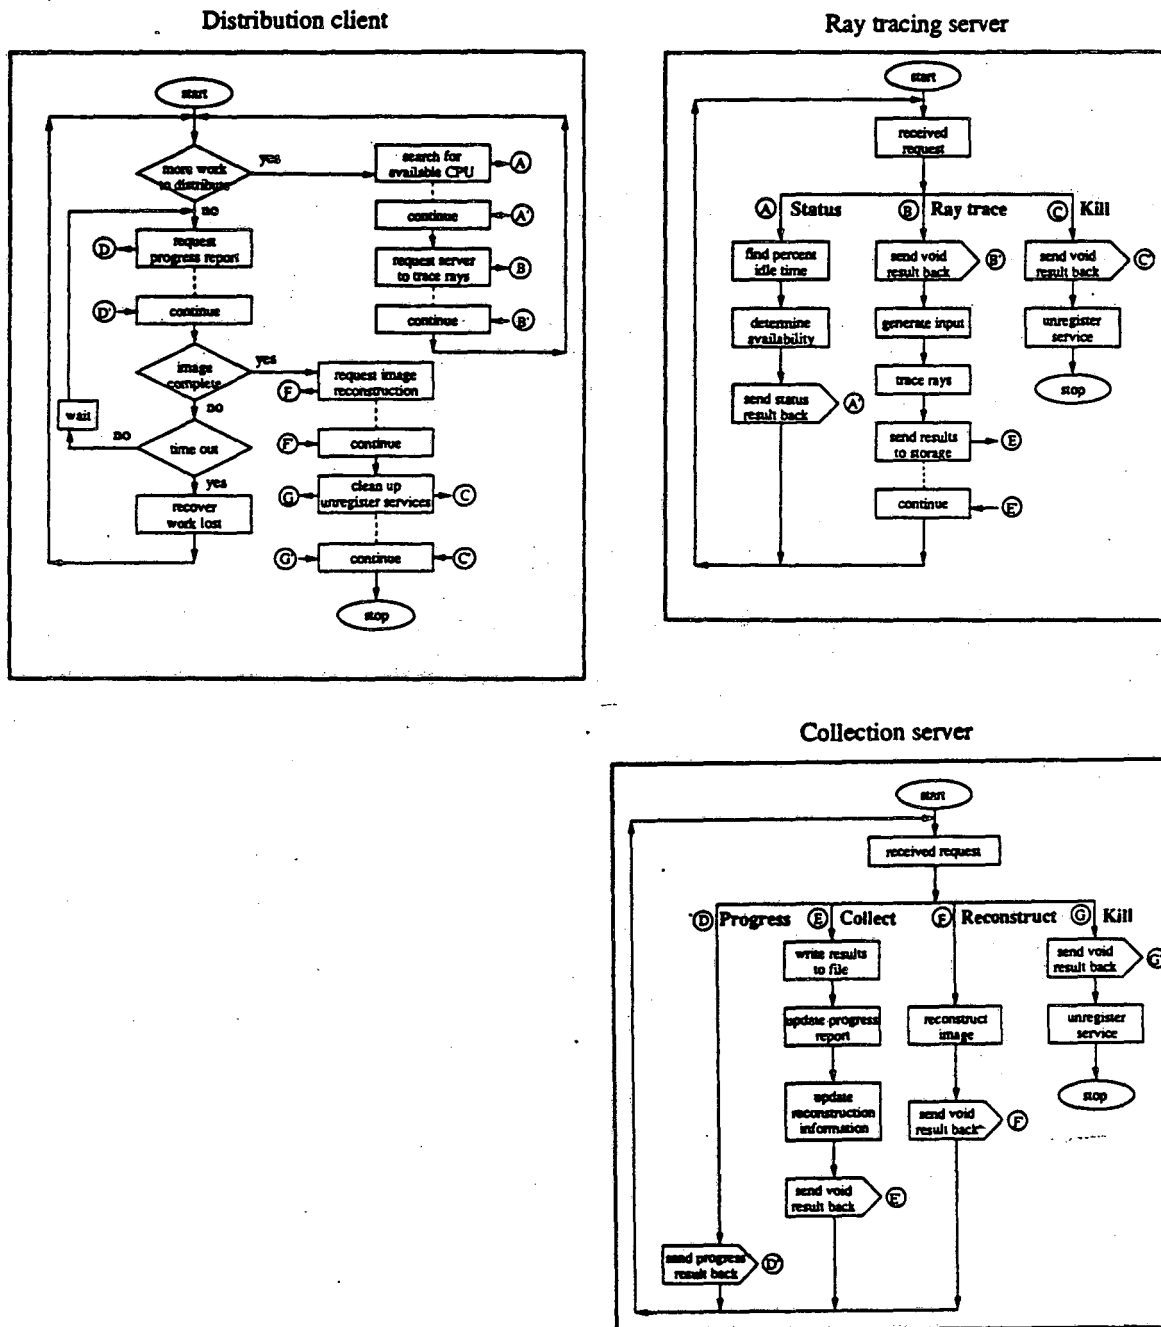 Distribution client
start
more work
to distribute
yes
no
search for
available CPU
A
continue
A'
request server
to trace rays
B
continue
B'
D
request
progress report
D'
continue
image
complete
yes
no
request image
reconstruction
F
wait
no
time out
yes
F'
continue
recover
work lost
G
clean up
unregister services
C
G'
continue
C'
stop
Ray tracing server
start
received
request
A Status
B Ray trace
C Kill
find percent
idle time
send void
result back
B'
send void
result back
C'
determine
availability
generate input
unregister
service
trace rays
stop
send status
result back
A'
send results
to storage
E
continue
E'
Collection server
start
received request
D Progress
E Collect
F Reconstruct
G Kill
write results
to file
send void
result back
G'
update progress
report
reconstruct
image
unregister
service
update
reconstruction
information
stop
send void
result back
F'
send void
result back
E'
send progress
result back
D'